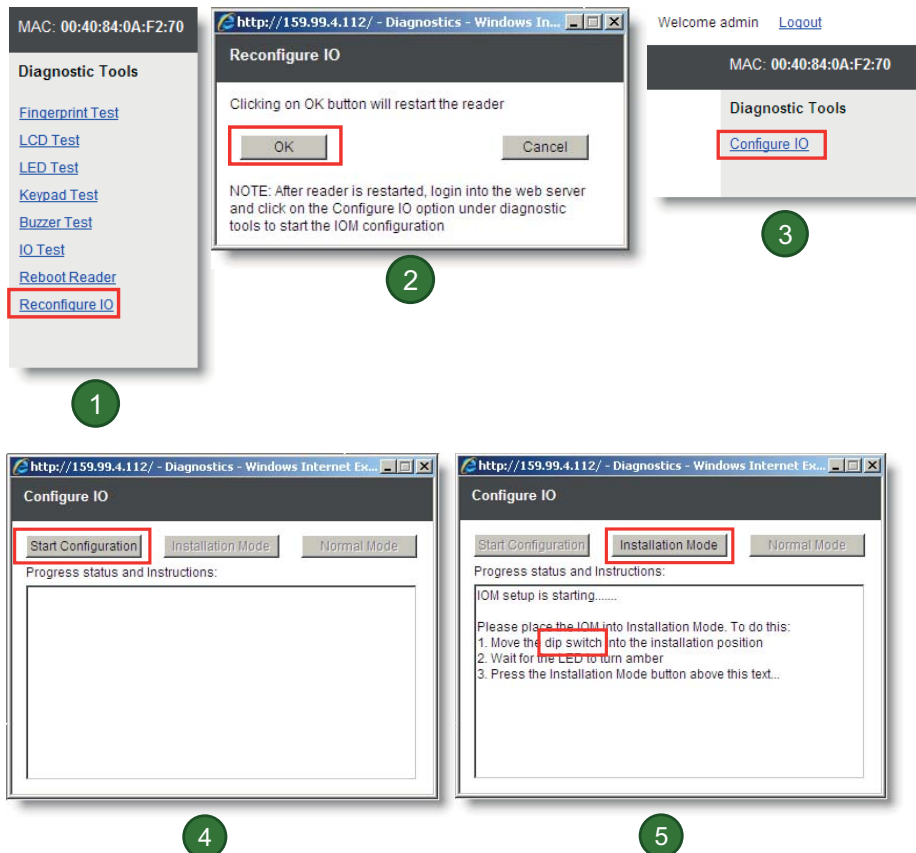 MAC: 00:40:84:0A:F2:70
Diagnostic Tools
Fingerprint Test
LCD Test
LED Test
Keypad Test
Buzzer Test
IO Test
Reboot Reader
Reconfigure IO
1
http://159.99.4.112/ - Diagnostics - Windows In...
Reconfigure IO
Clicking on OK button will restart the reader
OK
Cancel
NOTE: After reader is restarted, login into the web server
and click on the Configure IO option under diagnostic
tools to start the IOM configuration
2
Welcome admin Logout
MAC: 00:40:84:0A:F2:70
Diagnostic Tools
Configure IO
3
http://159.99.4.112/ - Diagnostics - Windows Internet Ex...
Configure IO
Start Configuration Installation Mode Normal Mode
Progress status and Instructions:
4
http://159.99.4.112/ - Diagnostics - Windows Internet Ex...
Configure IO
Start Configuration Installation Mode Normal Mode
Progress status and Instructions:
IOM setup is starting.......
Please place the IOM into Installation Mode. To do this:
1. Move the dip switch into the installation position
2. Wait for the LED to turn amber
3. Press the Installation Mode button above this text...
5